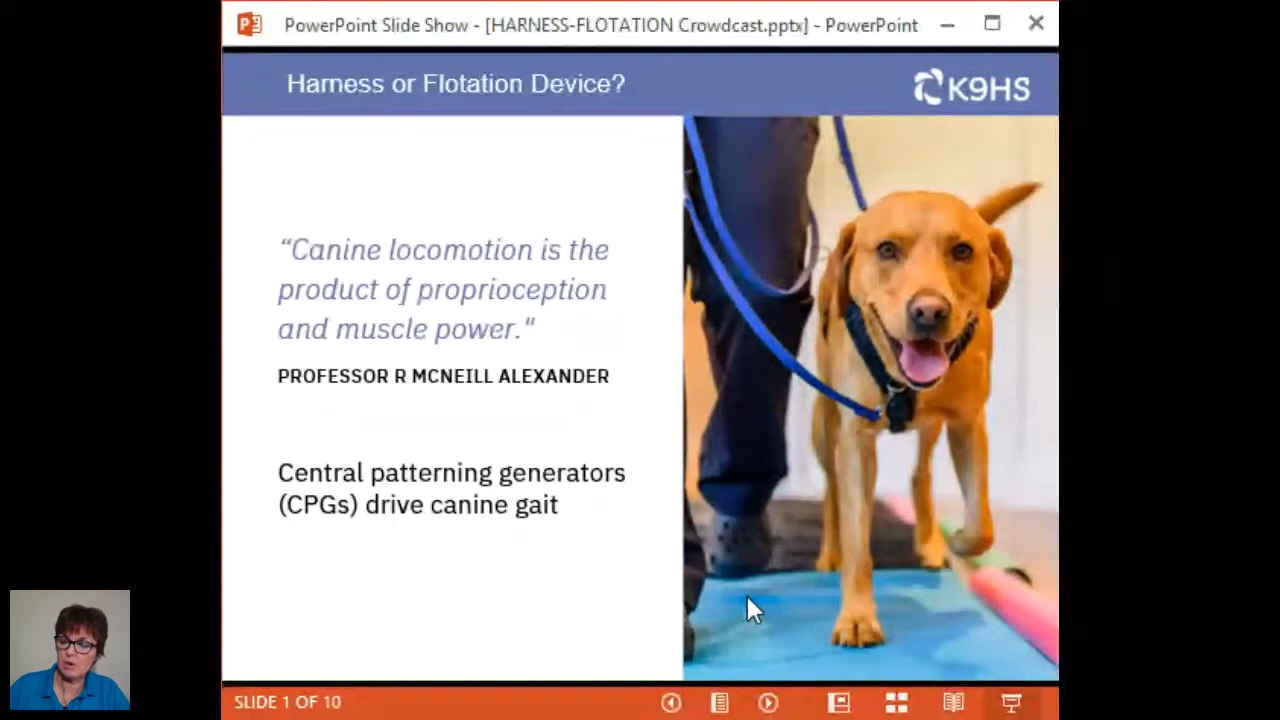 PowerPoint Slide Show - [HARNESS-FLOTATION Crowdcast.pptx] - PowerPoint
Harness or Flotation Device?
K9HS
“Canine locomotion is the
product of proprioception
and muscle power."
PROFESSOR R MCNEILL ALEXANDER
Central patterning generators
(CPGs) drive canine gait
SLIDE 1 OF 10